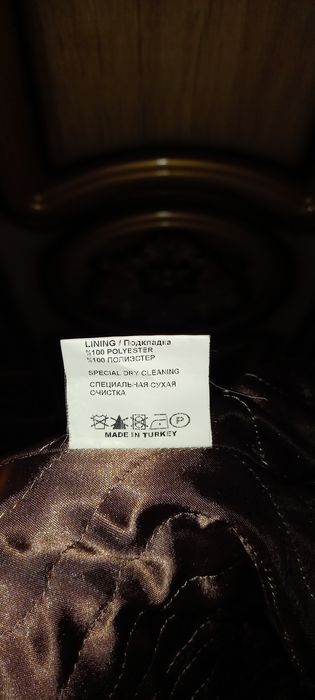 LINING / Подкладка
%100 POLYESTER
%100 ПОЛИЭСТЕР
SPECIAL DRY CLEANING
СПЕЦИАЛЬНАЯ СУХАЯ
ОЧИСТКА
P
MADE IN TURKEY